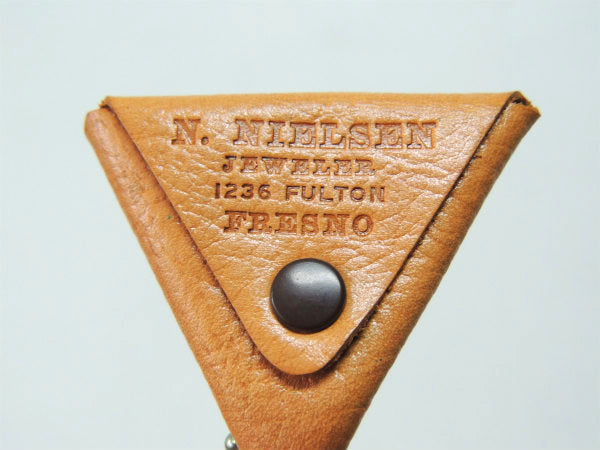 N. NIELSEN
JEWELER
1236 FULTON
FRESNO